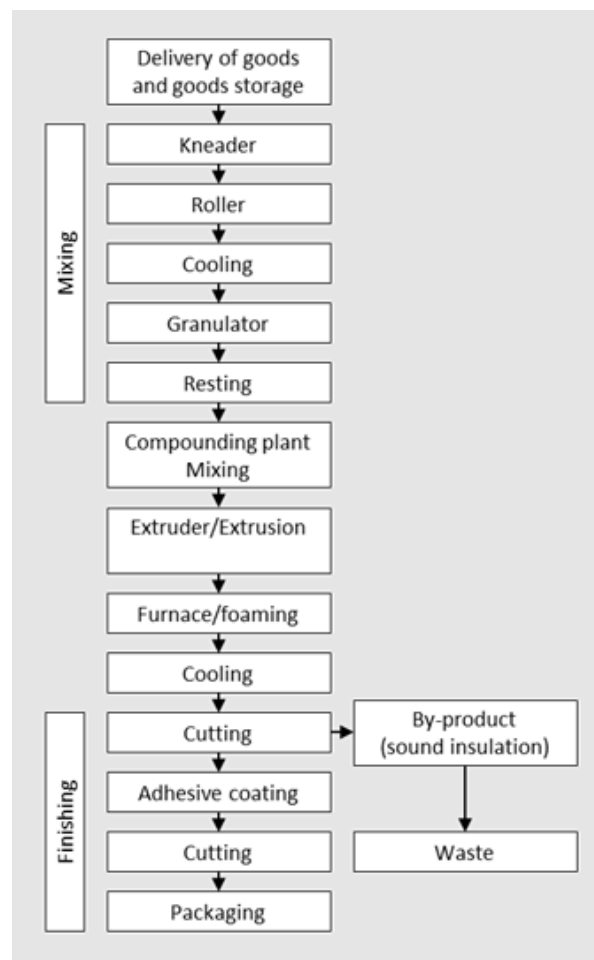 Delivery of goods
and goods storage
Mixing
Kneader
Roller
Cooling
Granulator
Resting
Compounding plant
Mixing
Extruder/Extrusion
Furnace/foaming
Cooling
Finishing
Cutting
By-product
(sound insulation)
Adhesive coating
Cutting
Waste
Packaging